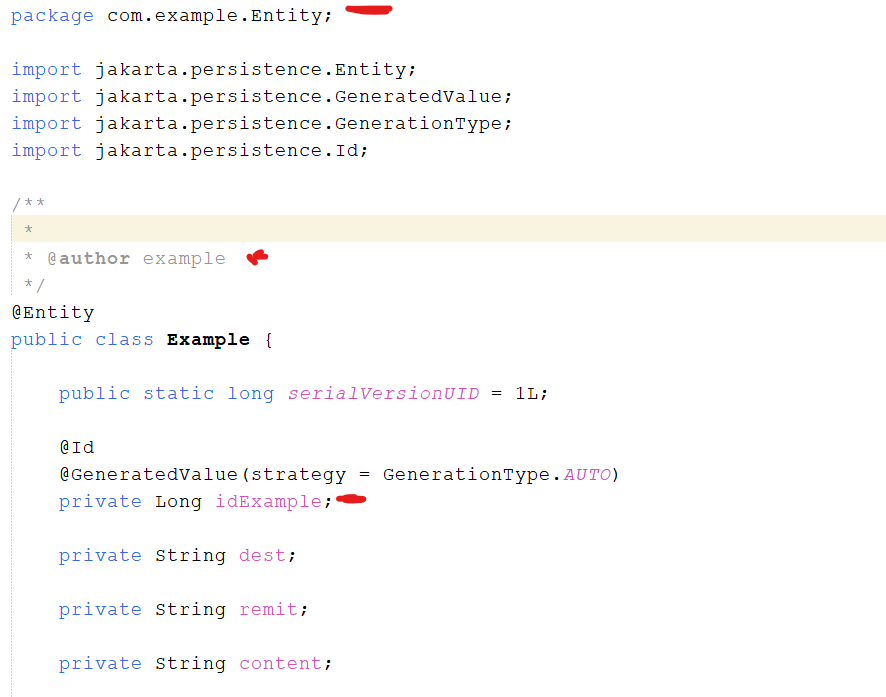 package com.example.Entity;
import jakarta.persistence.Entity;
import jakarta.persistence.GeneratedValue;
import jakarta.persistence.GenerationType;
import jakarta.persistence.Id;
/**
 *
 * @author example
 */
@Entity
public class Example {
    public static long serialVersionUID = 1L;
    @Id
    @GeneratedValue(strategy = GenerationType.AUTO)
    private Long idExample;
    private String dest;
    private String remit;
    private String content;